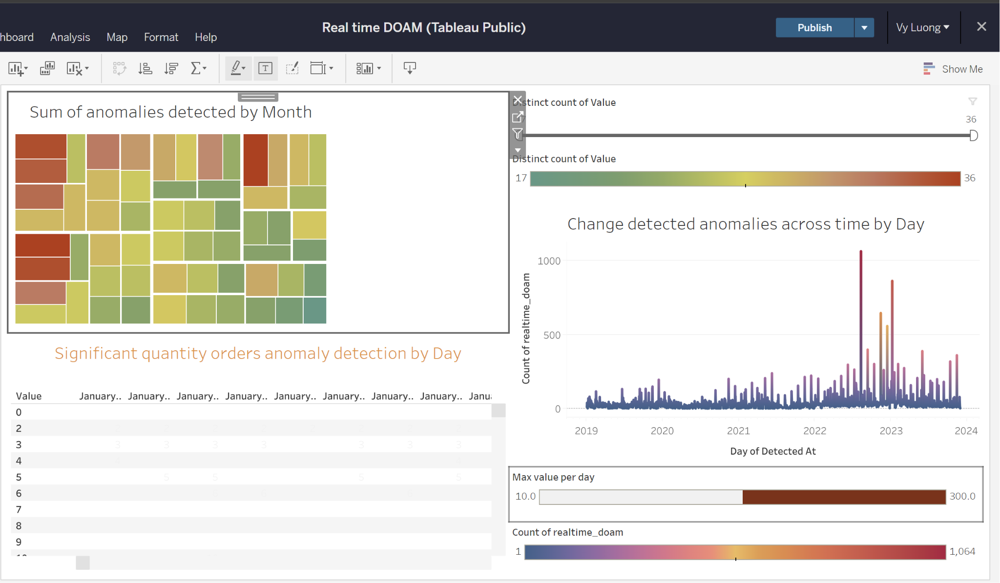 Real time DOAM (Tableau Public)
Publish
Vy Luong
hboard Analysis Map Format Help
Show Me
Sum of anomalies detected by Month
Distinct count of Value
36
Distinct count of Value
17 36
Change detected anomalies across time by Day
1000
500
0
Count of realtime_doam
2019 2020 2021 2022 2023 2024
Day of Detected At
Significant quantity orders anomaly detection by Day
Value January.. January.. January.. January.. January.. January.. January.. January.. Janu
0
2 2 2 2 2 2 2 2 2
3 3 3 3 3 3 3 3
4 4 4
5 5 5 5 5
6 6 6 6
7
8
9
Max value per day
10.0 300.0
Count of realtime_doam
1 1,064